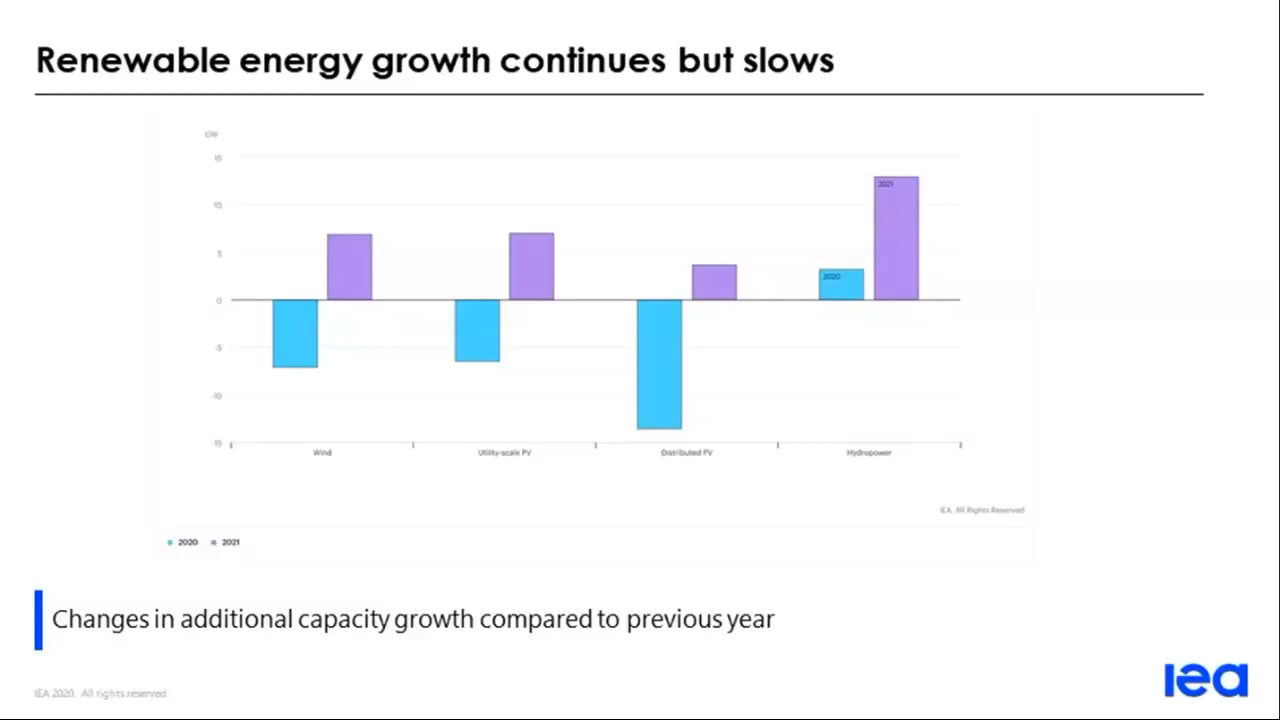 Renewable energy growth continues but slows
GW
15
10
5
0
-5
-10
-15
2020
2021
Wind
Utility-scale PV
Distributed PV
Hydropower
IEA. All Rights Reserved
2020 2021
Changes in additional capacity growth compared to previous year
IEA 2020. All rights reserved
iea